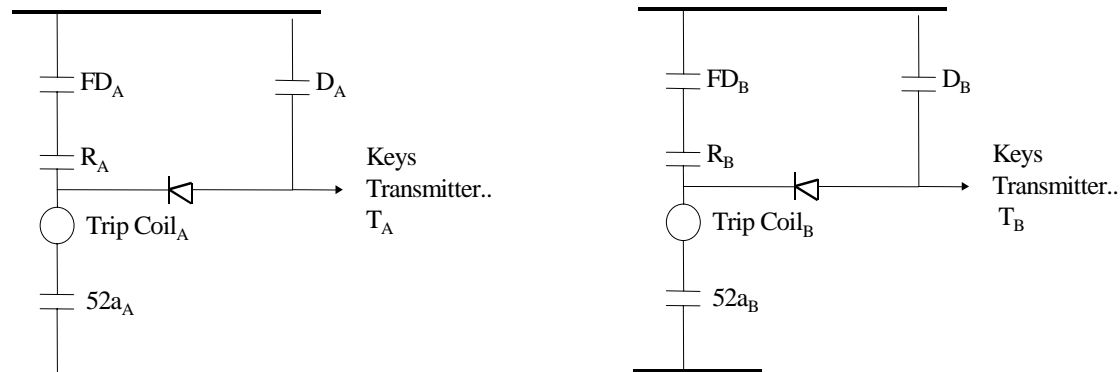 FD_A
D_A
R_A
Keys
Transmitter..
T_A
Trip Coil_A
52a_A
FD_B
D_B
R_B
Keys
Transmitter..
T_B
Trip Coil_B
52a_B